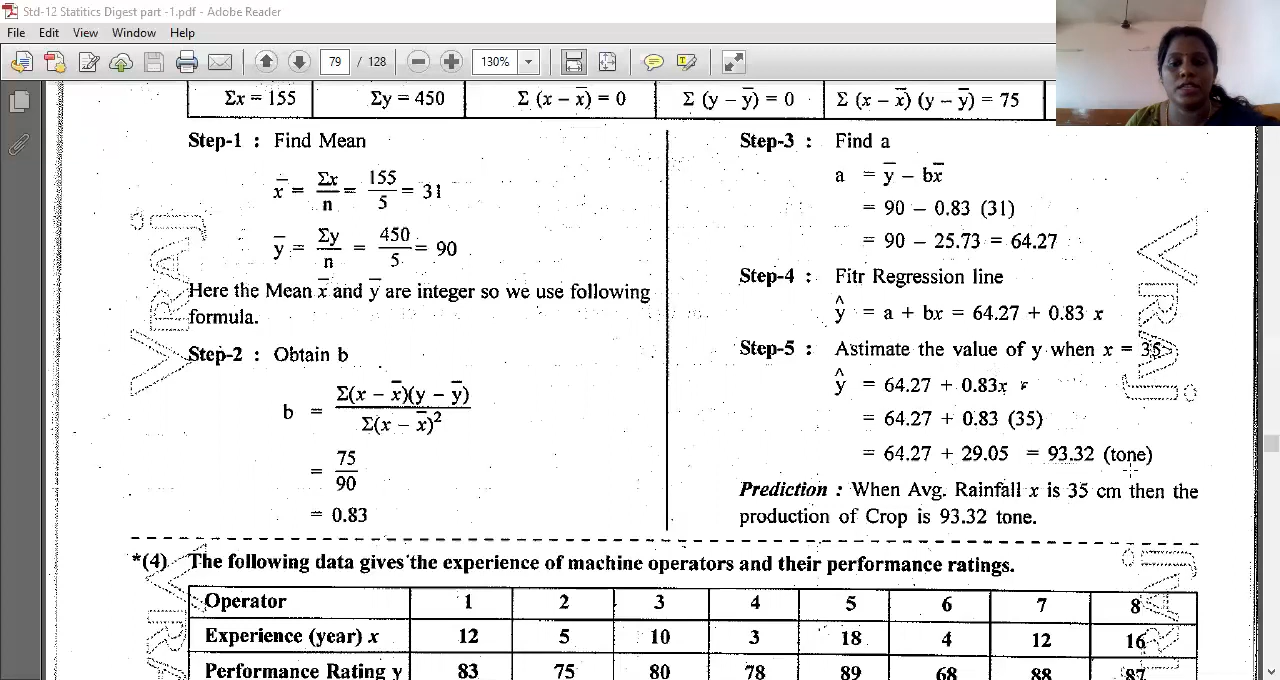 Std-12 Statitics Digest part -1.pdf - Adobe Reader
File Edit View Window Help
79 / 128 130%
Σx = 155 Σy = 450 Σ (x – x̄) = 0 Σ (y – ȳ) = 0 Σ (x – x̄) (y – ȳ) = 75
Step-1 : Find Mean
x̄ = Σx/n = 155/5 = 31
ȳ = Σy/n = 450/5 = 90
Here the Mean x̄ and ȳ are integer so we use following
formula.
Step-2 : Obtain b
b = Σ(x – x̄)(y – ȳ) / Σ(x – x̄)²
= 75/90
= 0.83
Step-3 : Find a
a = ȳ – bx̄
= 90 – 0.83 (31)
= 90 – 25.73 = 64.27
Step-4 : Fitr Regression line
ŷ = a + bx = 64.27 + 0.83 x
Step-5 : Astimate the value of y when x = 35
ŷ = 64.27 + 0.83x
= 64.27 + 0.83 (35)
= 64.27 + 29.05 = 93.32 (tone)
Prediction : When Avg. Rainfall x is 35 cm then the
production of Crop is 93.32 tone.
*(4) The following data gives the experience of machine operators and their performance ratings.
Operator 1 2 3 4 5 6 7 8
Experience (year) x 12 5 10 3 18 4 12 16
Performance Rating y 83 75 80 78 89 68 88 87
VIRAJ
VIRAJ